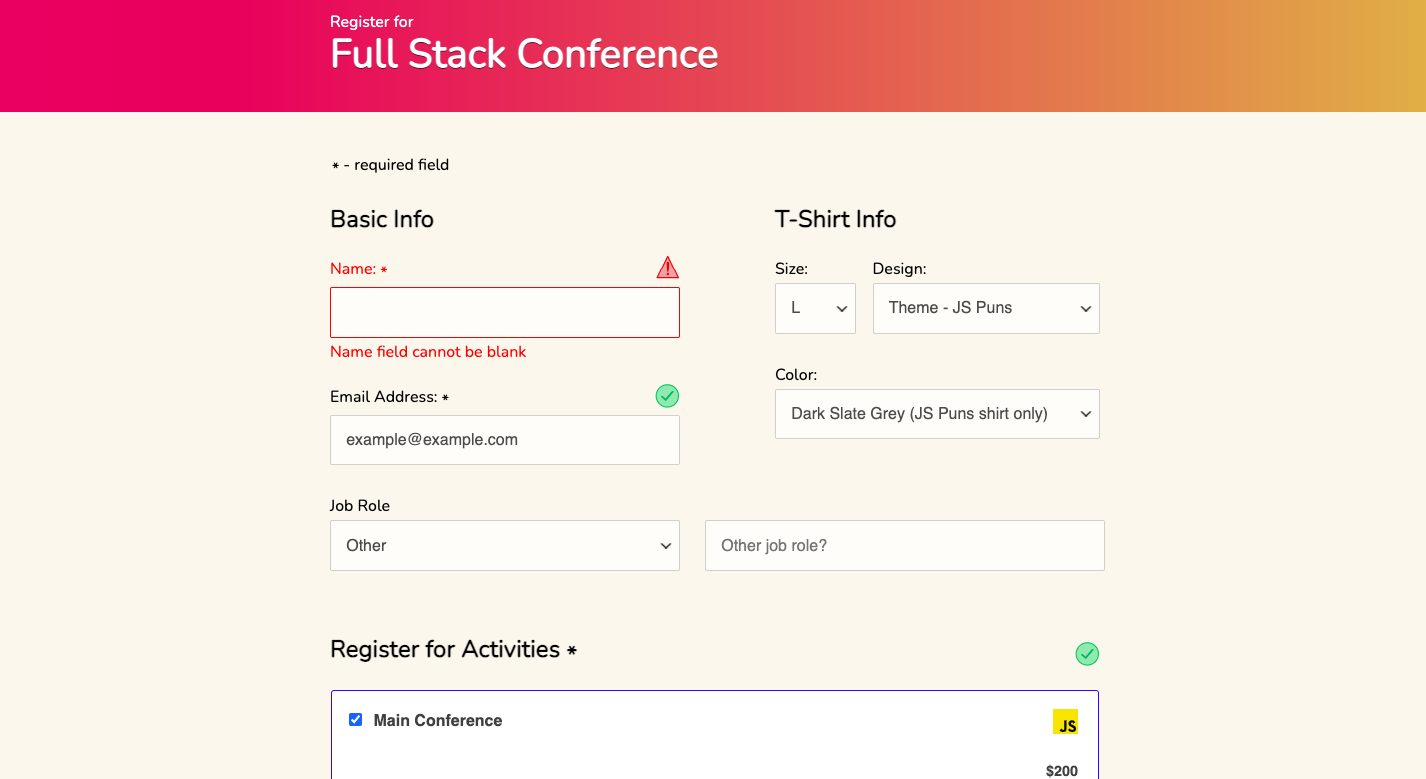 Register for
Full Stack Conference
* - required field
Basic Info
Name: *
Name field cannot be blank
Email Address: *
example@example.com
Job Role
Other
Other job role?
T-Shirt Info
Size:
Design:
L
Theme - JS Puns
Color:
Dark Slate Grey (JS Puns shirt only)
Register for Activities *
Main Conference
JS
$200